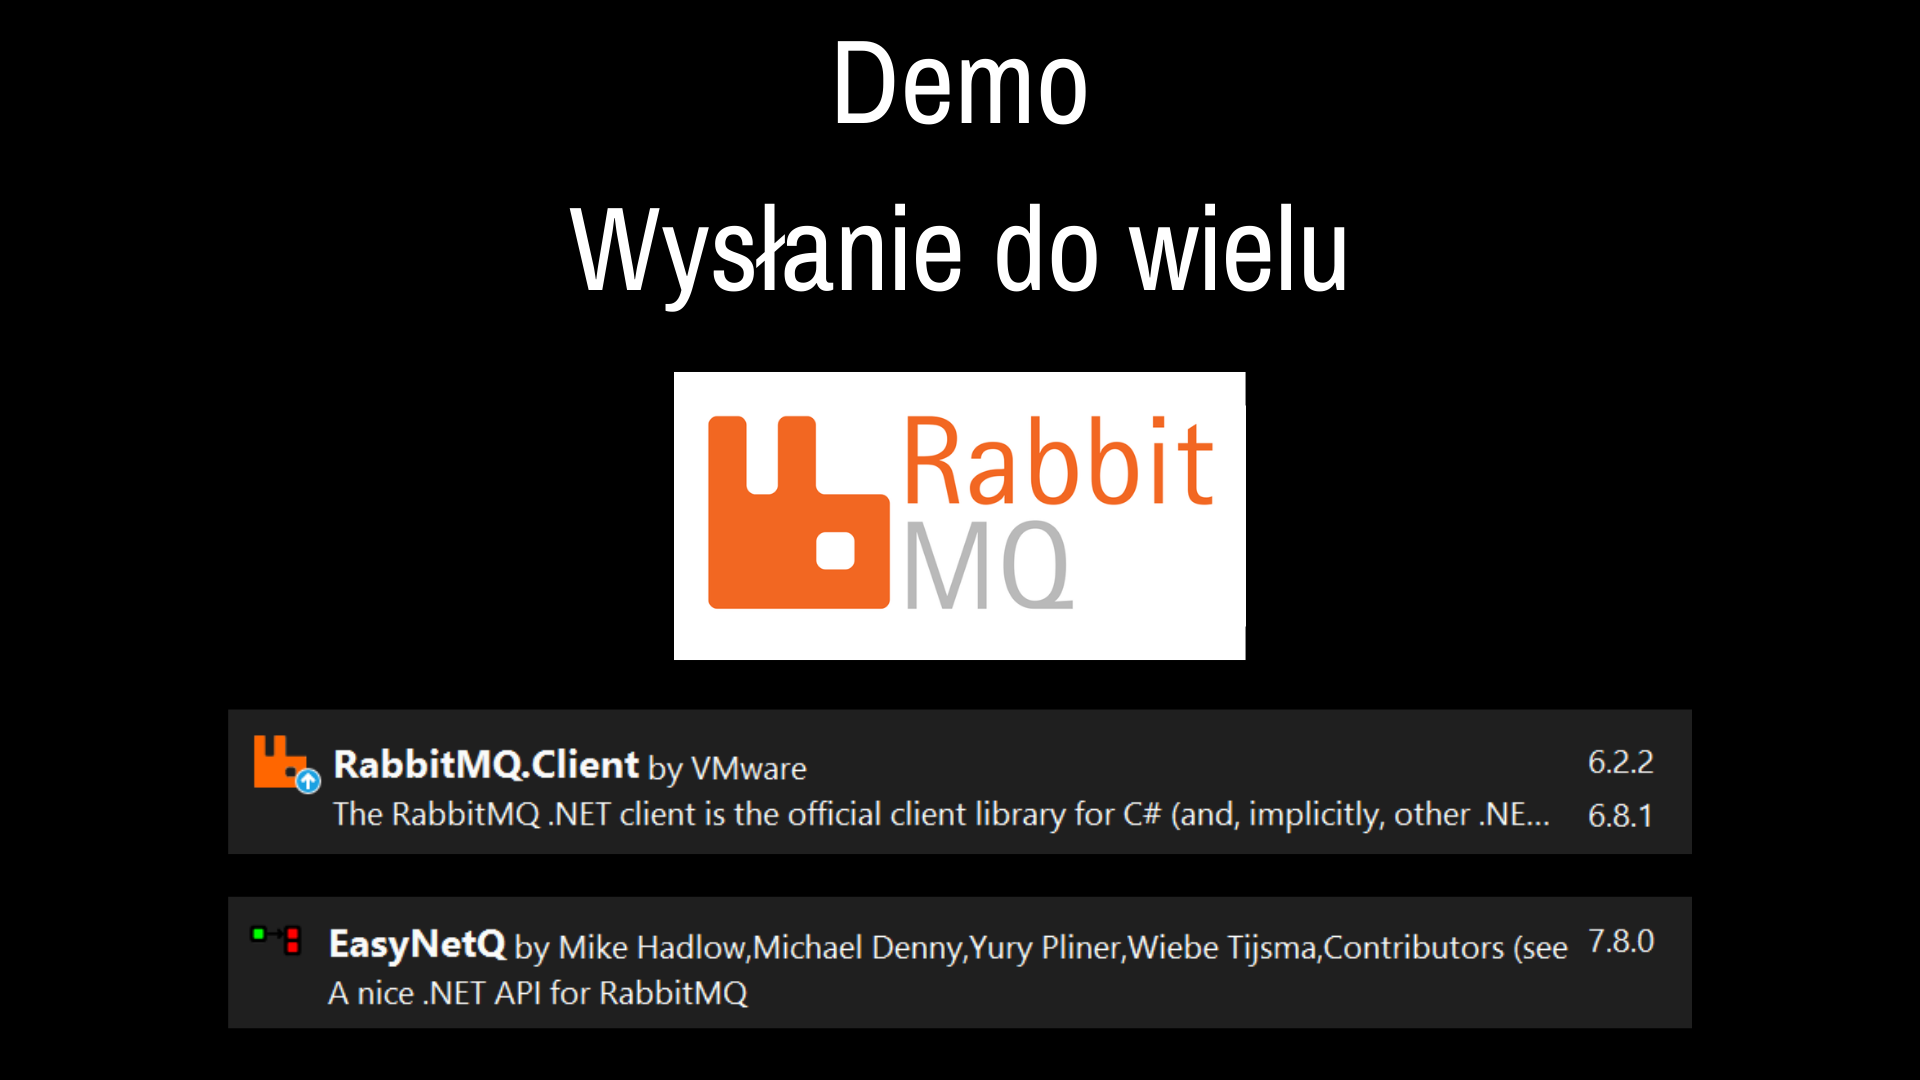 Demo
Wysłanie do wielu
Rabbit
MQ
RabbitMQ.Client by VMware 6.2.2
The RabbitMQ .NET client is the official client library for C# (and, implicitly, other .NE... 6.8.1
EasyNetQ by Mike Hadlow,Michael Denny,Yury Pliner,Wiebe Tijsma,Contributors (see 7.8.0
A nice .NET API for RabbitMQ